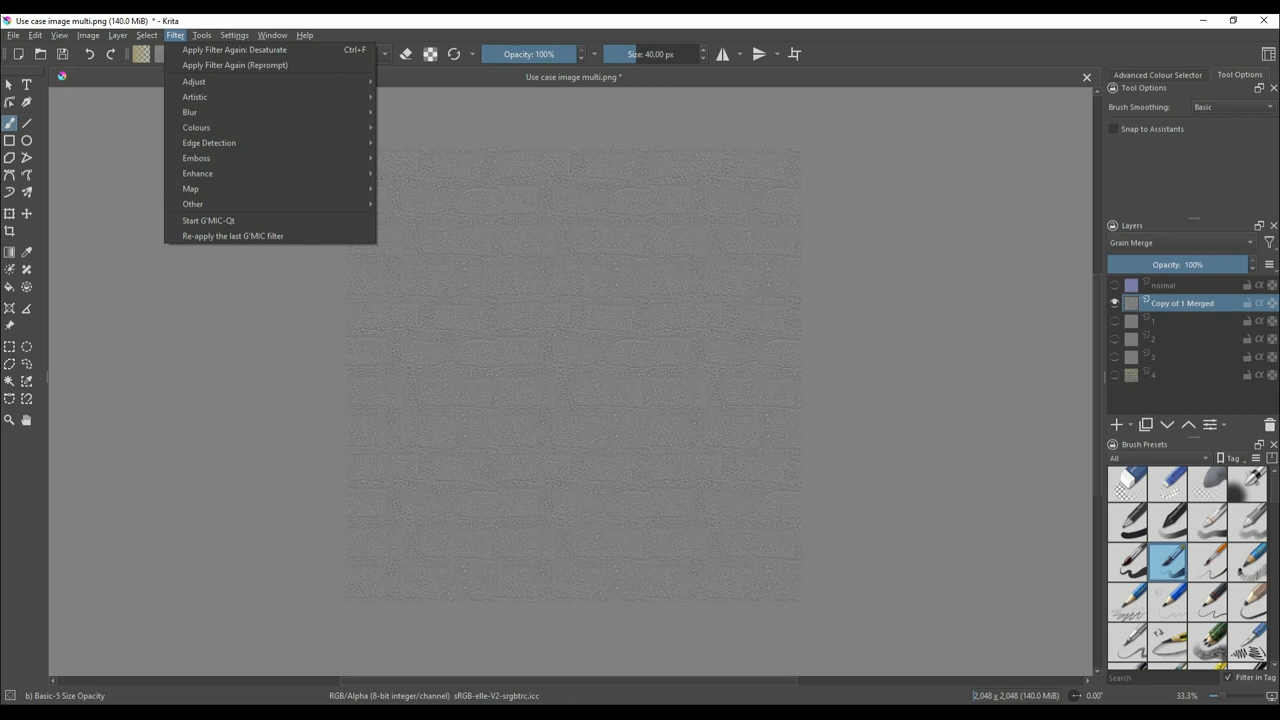 Use case image multi.png (140.0 MiB) * - Krita
File Edit View Image Layer Select Filter Tools Settings Window Help
Opacity: 100% Size: 40.00 px
Use case image multi.png *
Apply Filter Again: Desaturate Ctrl+F
Apply Filter Again (Reprompt)
Adjust
Artistic
Blur
Colours
Edge Detection
Emboss
Enhance
Map
Other
Start G'MIC-Qt
Re-apply the last G'MIC filter
Advanced Colour Selector Tool Options
Tool Options
Brush Smoothing: Basic
Snap to Assistants
Layers
Grain Merge
Opacity: 100%
normal
Copy of 1 Merged
1
2
3
4
Brush Presets
All Tag
Search Filter in Tag
b) Basic-5 Size Opacity RGB/Alpha (8-bit integer/channel) sRGB-elle-V2-srgbtrc.icc 2,048 x 2,048 (140.0 MiB) 0.00° 33.3%